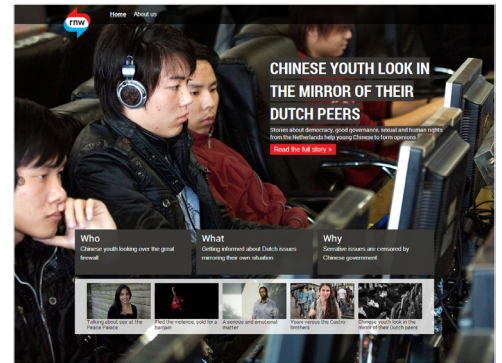 rnw
Home About us
CHINESE YOUTH LOOK IN
THE MIRROR OF THEIR
DUTCH PEERS
Stories about democracy, good governance, sexual and human rights
from the Netherlands help young Chinese to form opinions
Read the full story »
Who
Chinese youth looking over the great
firewall
What
Getting informed about Dutch issues
mirroring their own situation
Why
Sensitive issues are censored by
Chinese government
Talking about sex at the
Peace Palace
Fled the violence, sold for a
bargain
A serious and emotional
matter
Yoani versus the Castro
brothers
Chinese youth look in the
mirror of their Dutch peers